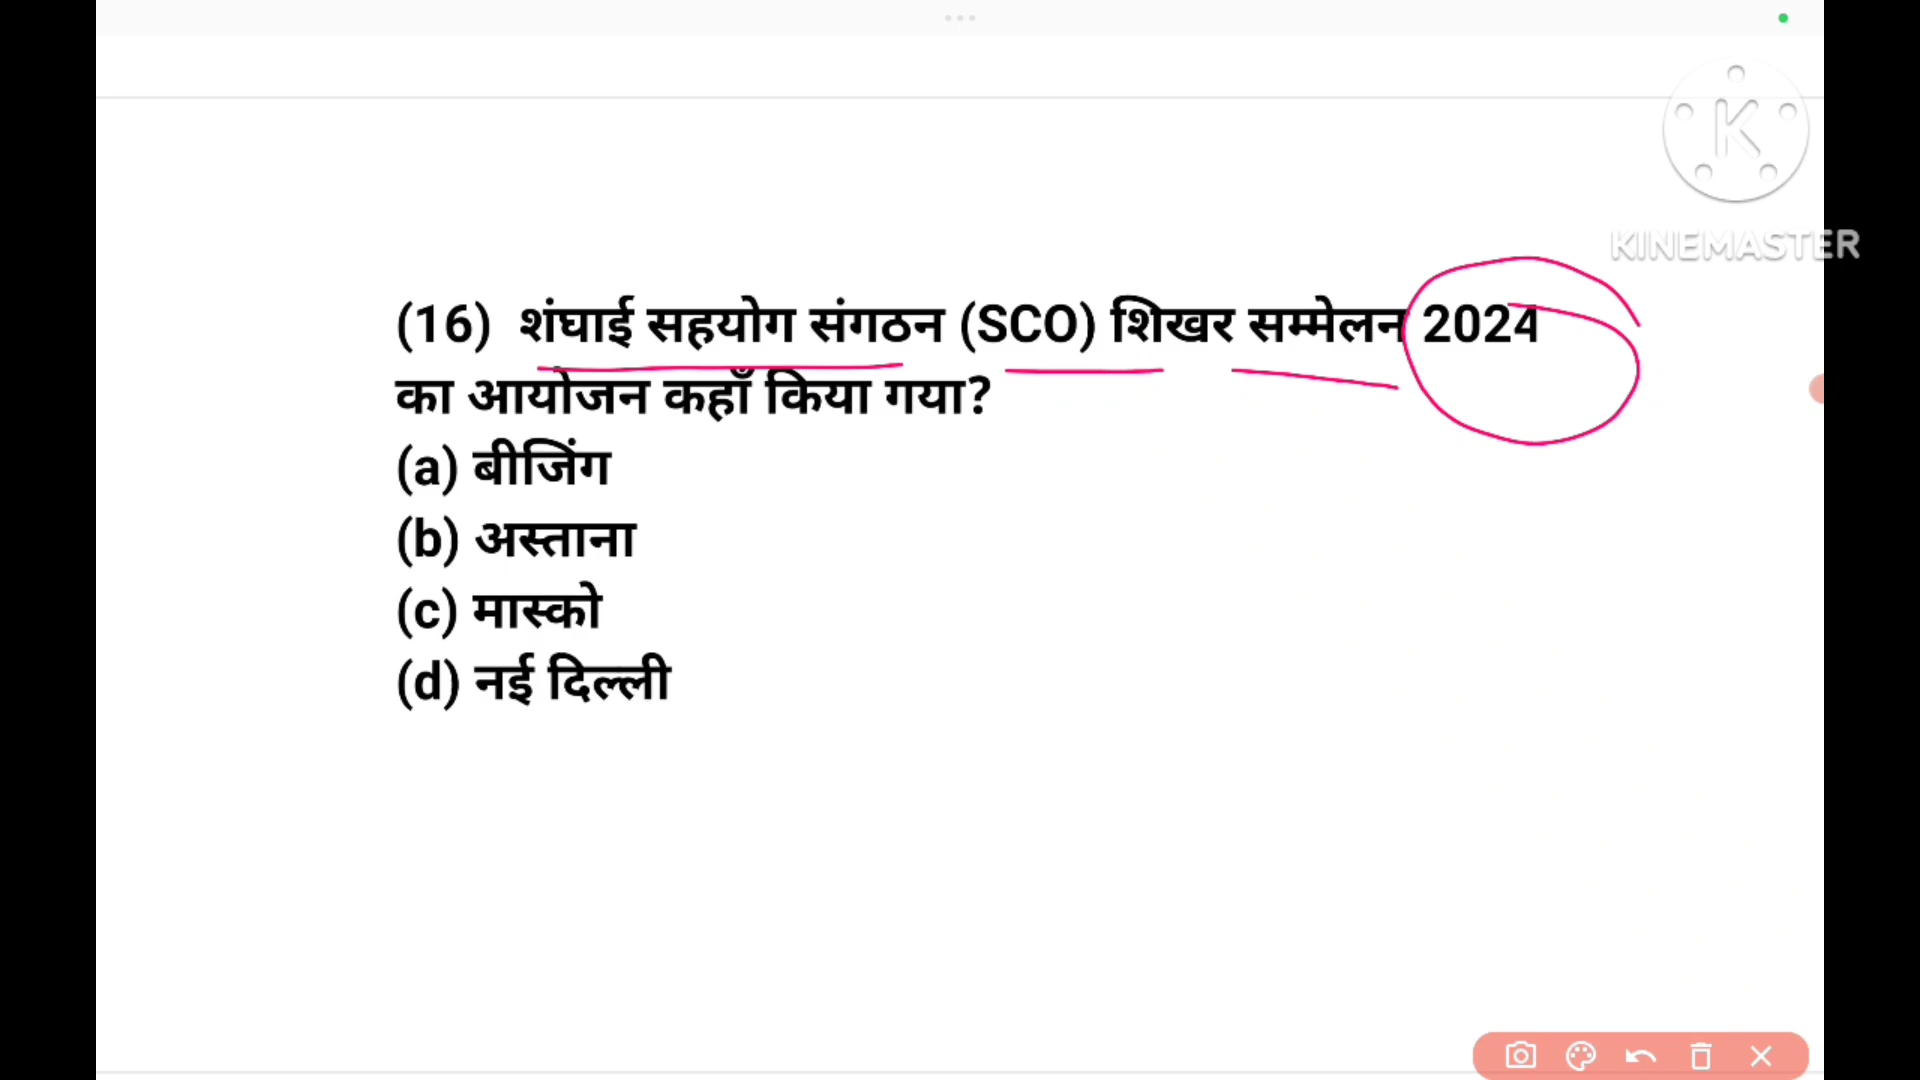 K
KINEMASTER
(16) शंघाई सहयोग संगठन (SCO) शिखर सम्मेलन 2024
का आयोजन कहाँ किया गया?
(a) बीजिंग
(b) अस्ताना
(c) मास्को
(d) नई दिल्ली